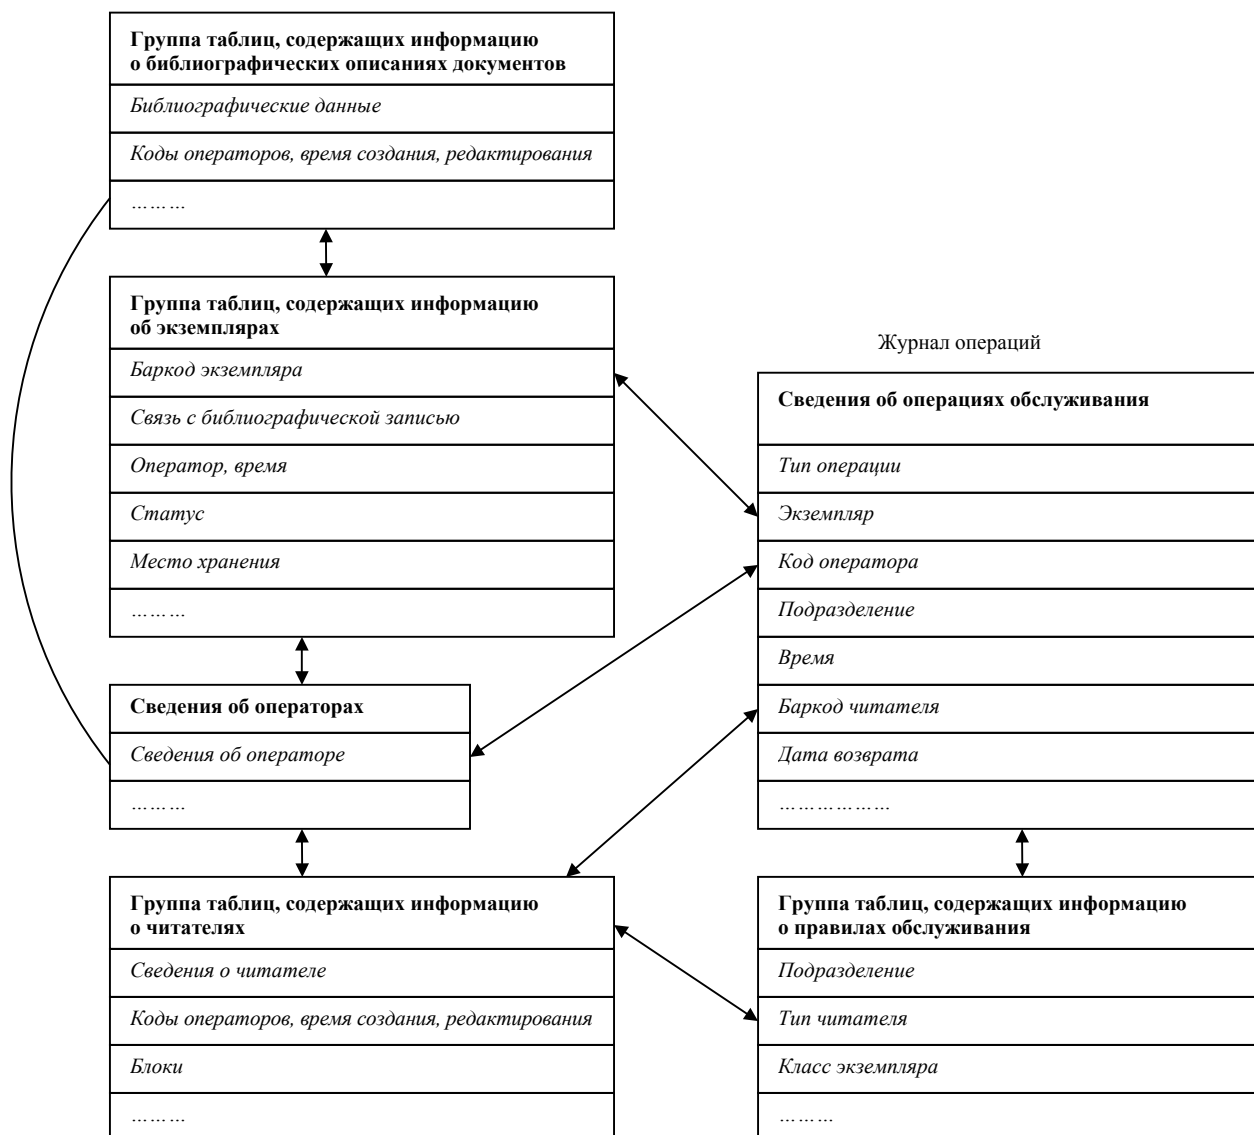 Группа таблиц, содержащих информацию
о библиографических описаниях документов
Библиографические данные
Коды операторов, время создания, редактирования
………
Группа таблиц, содержащих информацию
об экземплярах
Баркод экземпляра
Связь с библиографической записью
Оператор, время
Статус
Место хранения
………
Сведения об операторах
Сведения об операторе
………
Группа таблиц, содержащих информацию
о читателях
Сведения о читателе
Коды операторов, время создания, редактирования
Блоки
………
Журнал операций
Сведения об операциях обслуживания
Тип операции
Экземпляр
Код оператора
Подразделение
Время
Баркод читателя
Дата возврата
………………
Группа таблиц, содержащих информацию
о правилах обслуживания
Подразделение
Тип читателя
Класс экземпляра
………